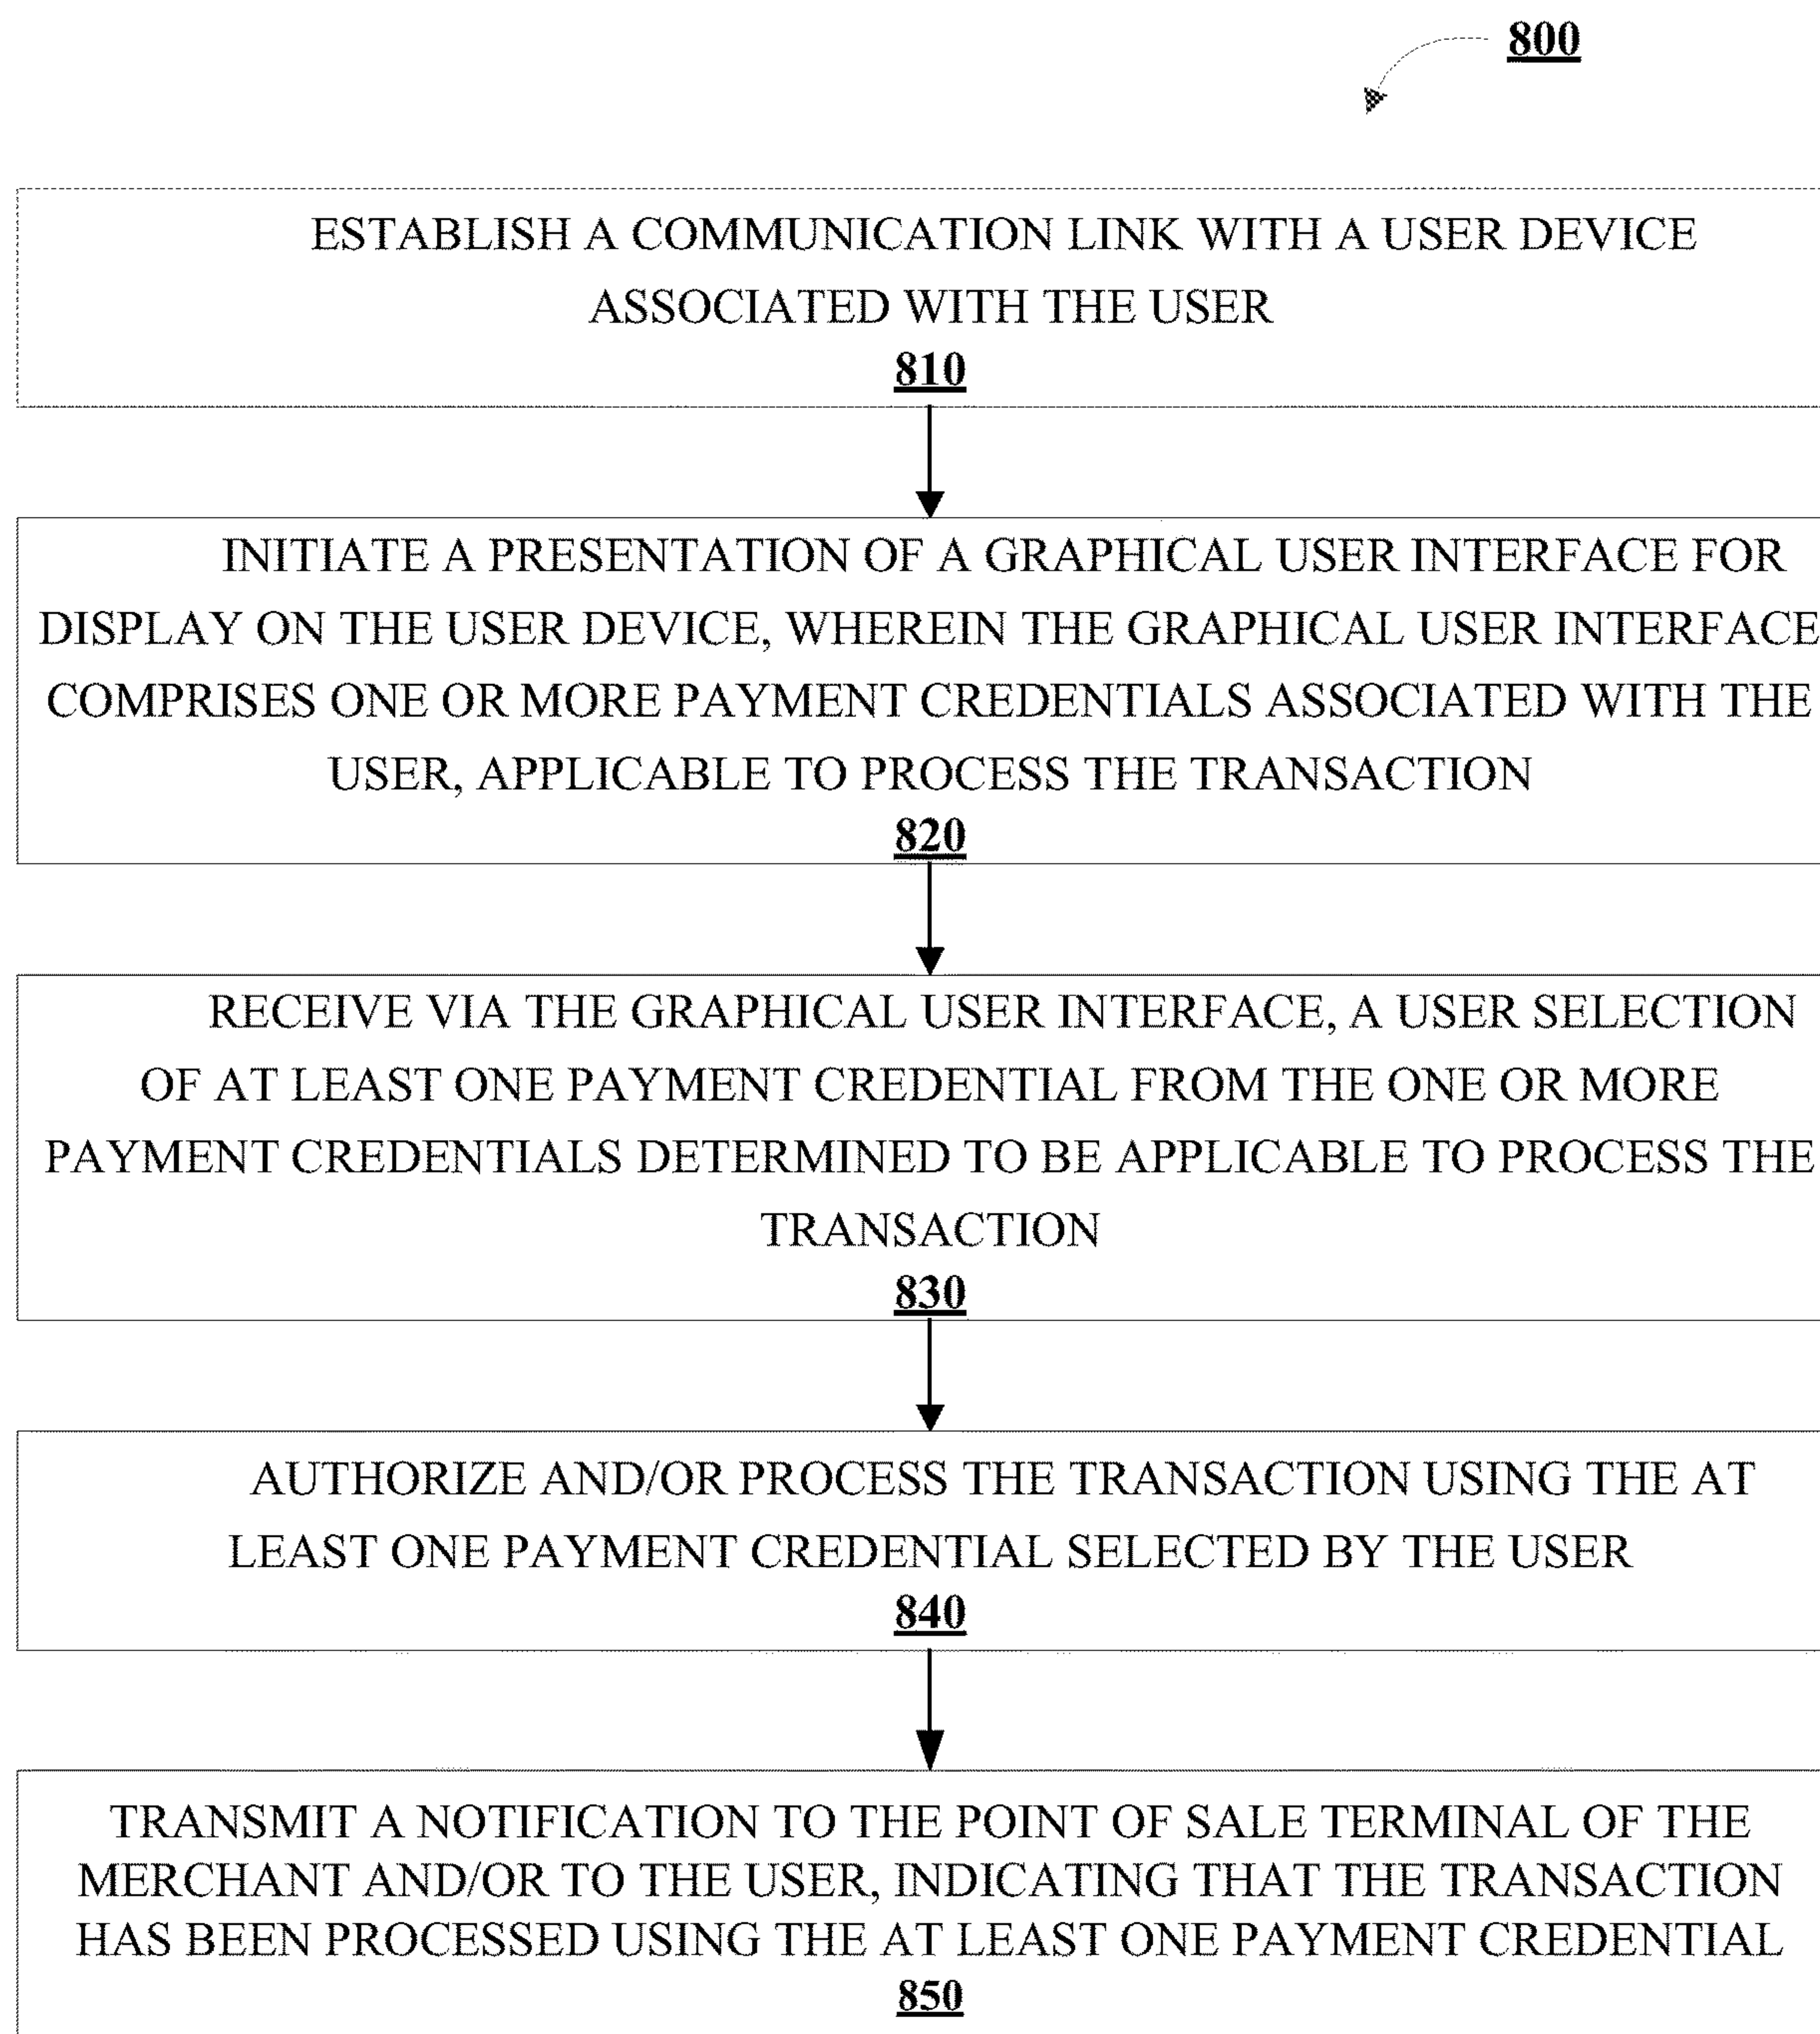 800
ESTABLISH A COMMUNICATION LINK WITH A USER DEVICE
ASSOCIATED WITH THE USER
810
INITIATE A PRESENTATION OF A GRAPHICAL USER INTERFACE FOR
DISPLAY ON THE USER DEVICE, WHEREIN THE GRAPHICAL USER INTERFACE
COMPRISES ONE OR MORE PAYMENT CREDENTIALS ASSOCIATED WITH THE
USER, APPLICABLE TO PROCESS THE TRANSACTION
820
RECEIVE VIA THE GRAPHICAL USER INTERFACE, A USER SELECTION
OF AT LEAST ONE PAYMENT CREDENTIAL FROM THE ONE OR MORE
PAYMENT CREDENTIALS DETERMINED TO BE APPLICABLE TO PROCESS THE
TRANSACTION
830
AUTHORIZE AND/OR PROCESS THE TRANSACTION USING THE AT
LEAST ONE PAYMENT CREDENTIAL SELECTED BY THE USER
840
TRANSMIT A NOTIFICATION TO THE POINT OF SALE TERMINAL OF THE
MERCHANT AND/OR TO THE USER, INDICATING THAT THE TRANSACTION
HAS BEEN PROCESSED USING THE AT LEAST ONE PAYMENT CREDENTIAL
850